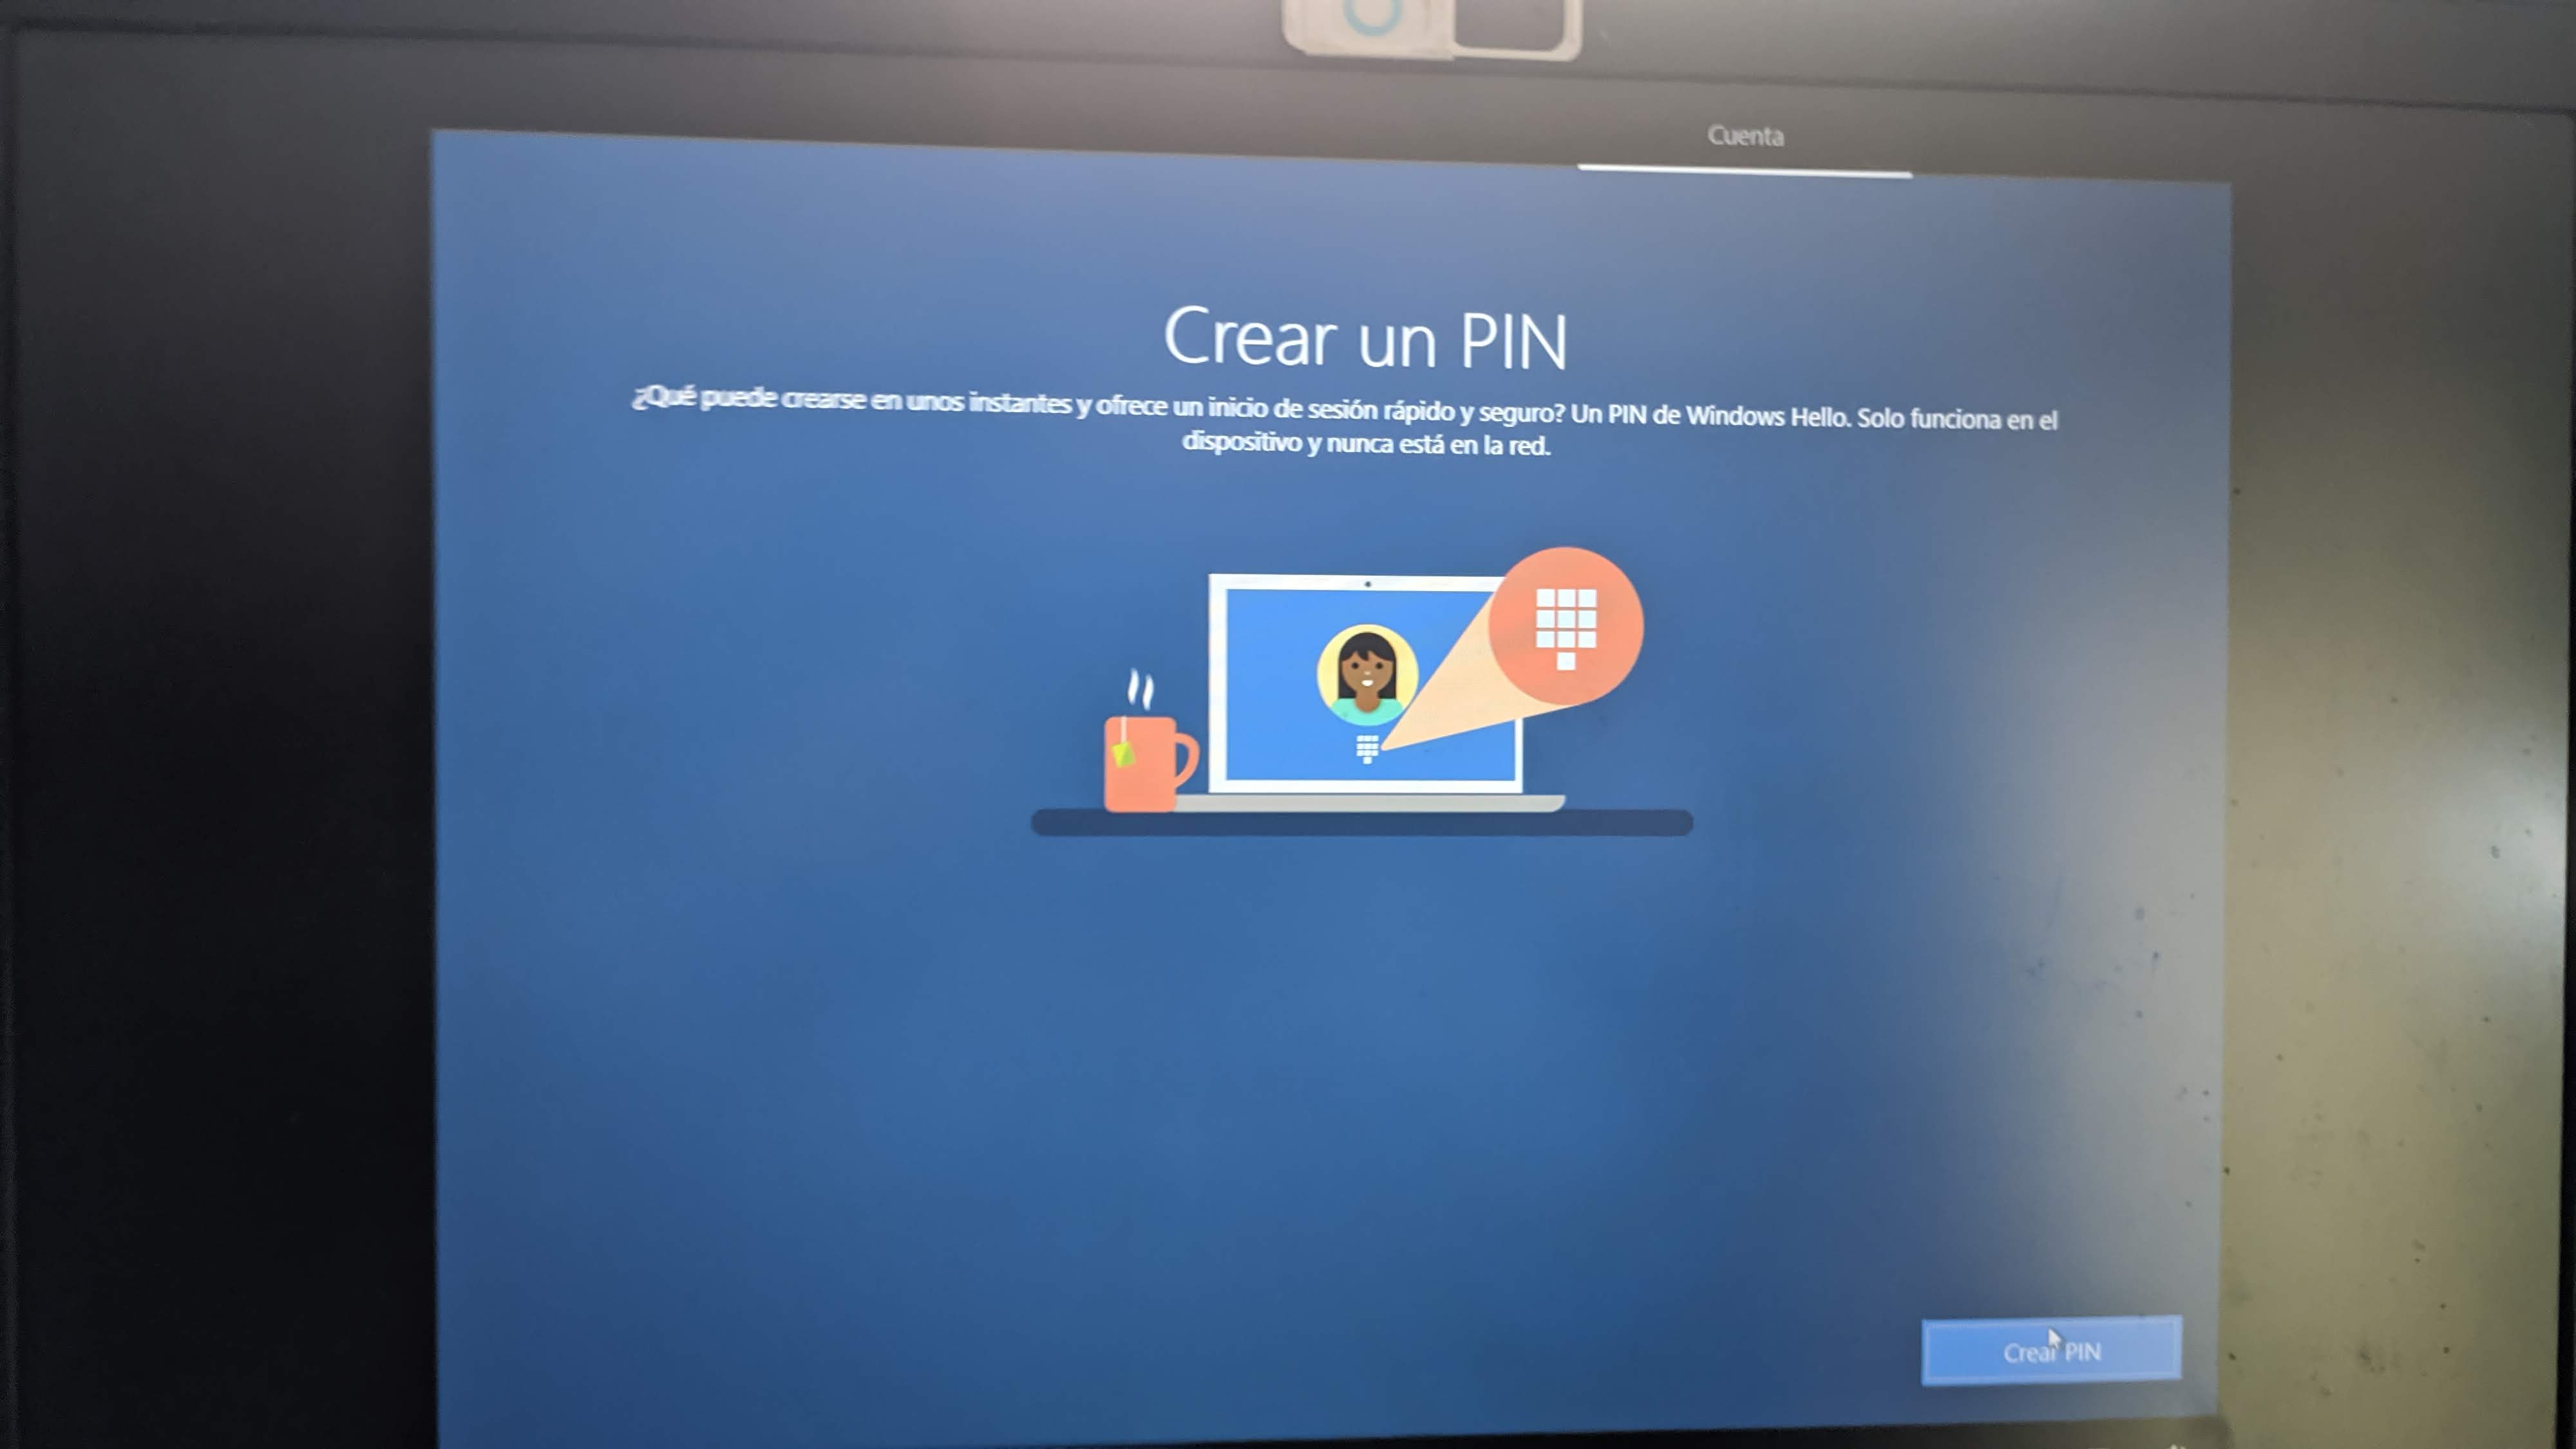 Cuenta
Crear un PIN
¿Qué puede crearse en unos instantes y ofrece un inicio de sesión rápido y seguro? Un PIN de Windows Hello. Solo funciona en el
dispositivo y nunca está en la red.
Crear PIN